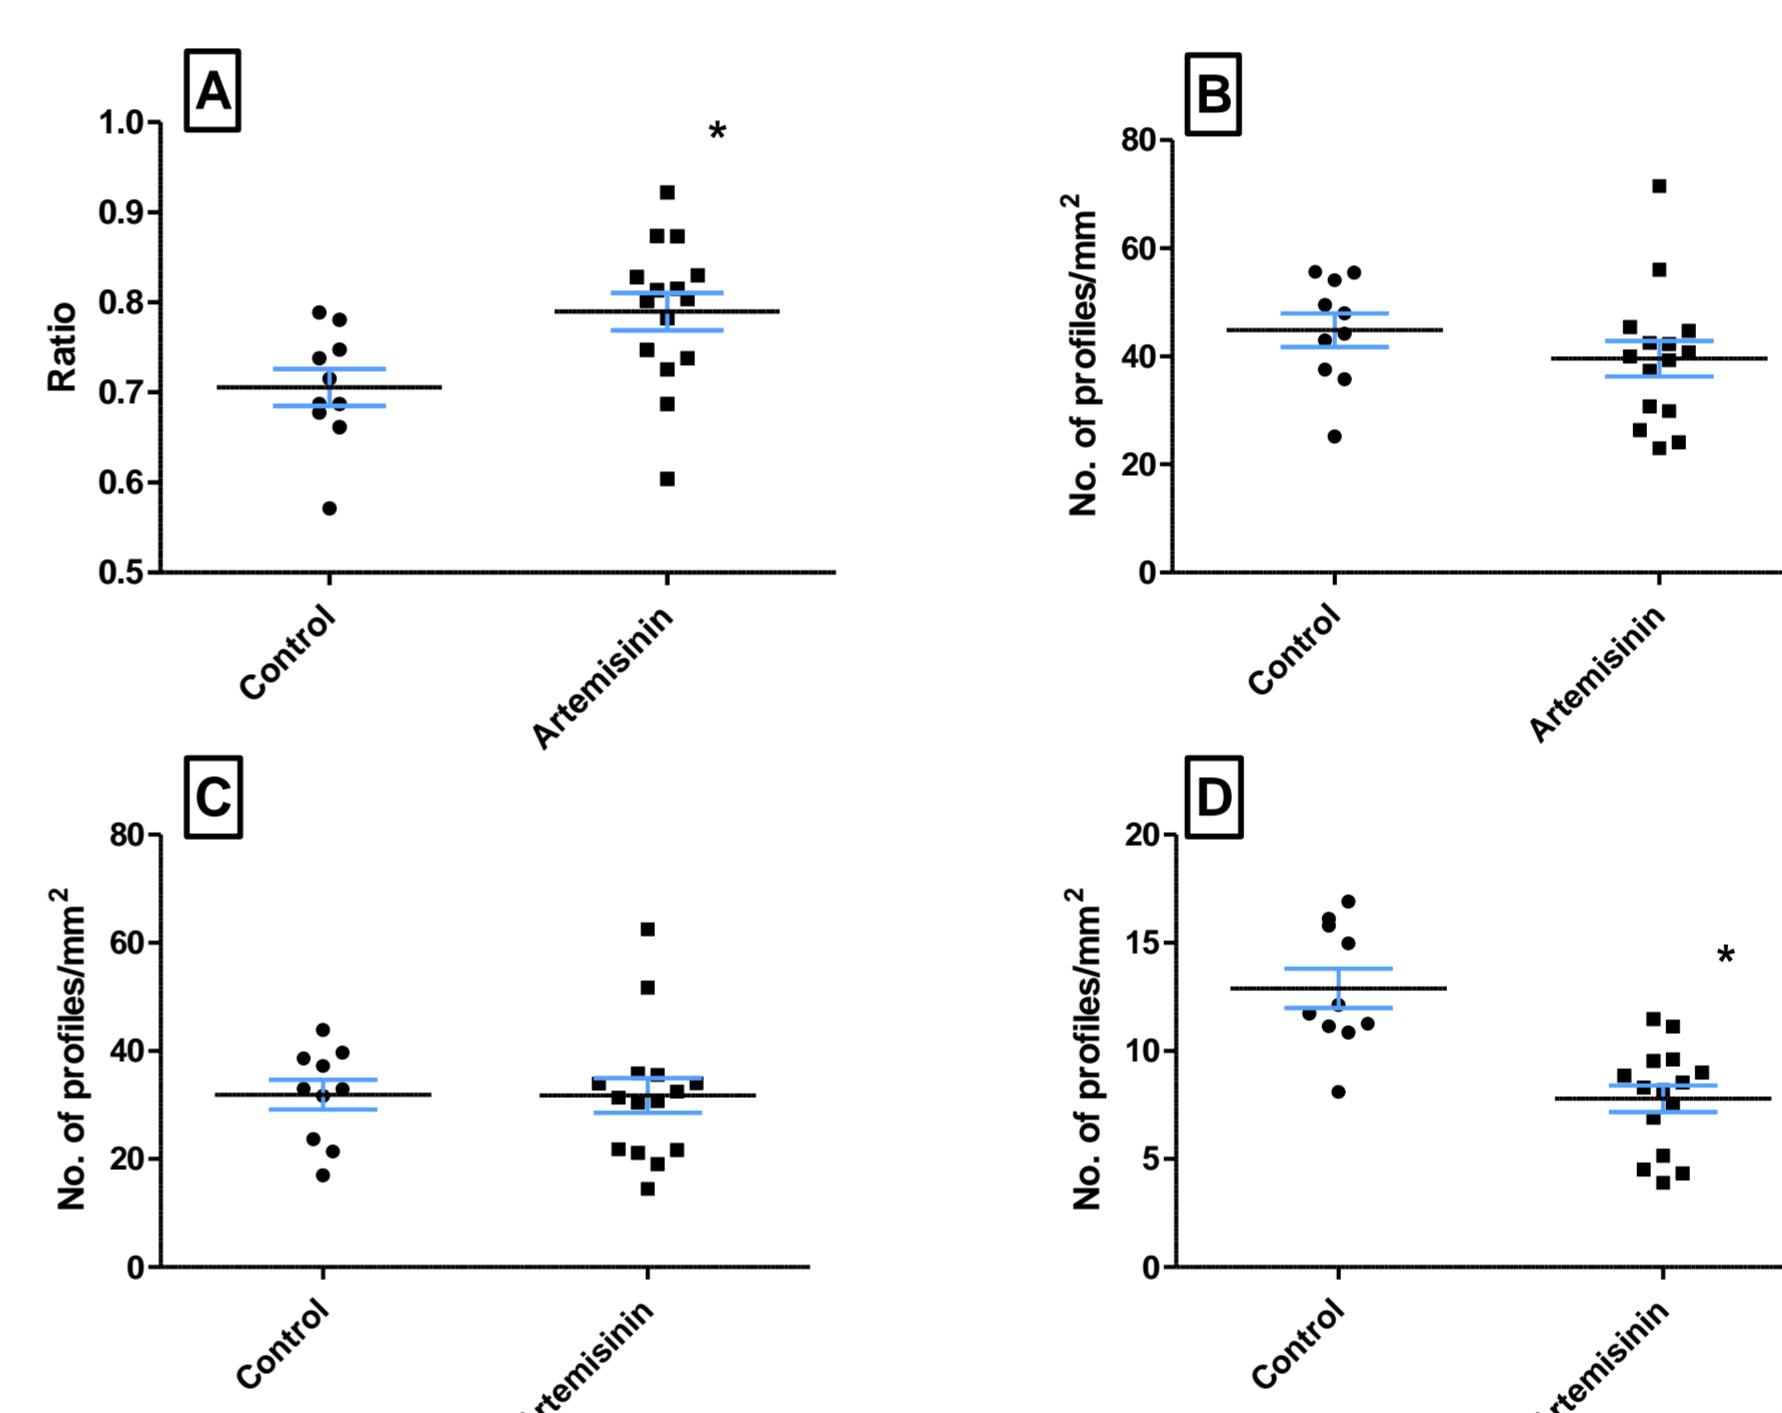 A
1.0
0.9
0.8
0.7
0.6
0.5
Ratio
*
Control
Artemisinin
B
80
60
40
20
0
No. of profiles/mm²
Control
Artemisinin
C
80
60
40
20
0
No. of profiles/mm²
Control
Artemisinin
D
20
15
10
5
0
No. of profiles/mm²
*
Control
Artemisinin